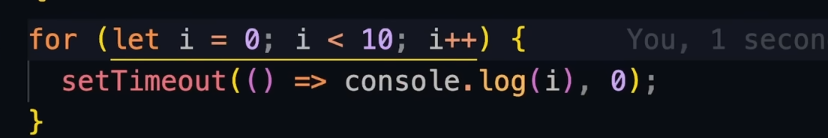 for (let i = 0; i < 10; i++) { You, 1 secon
setTimeout(() => console.log(i), 0);
}